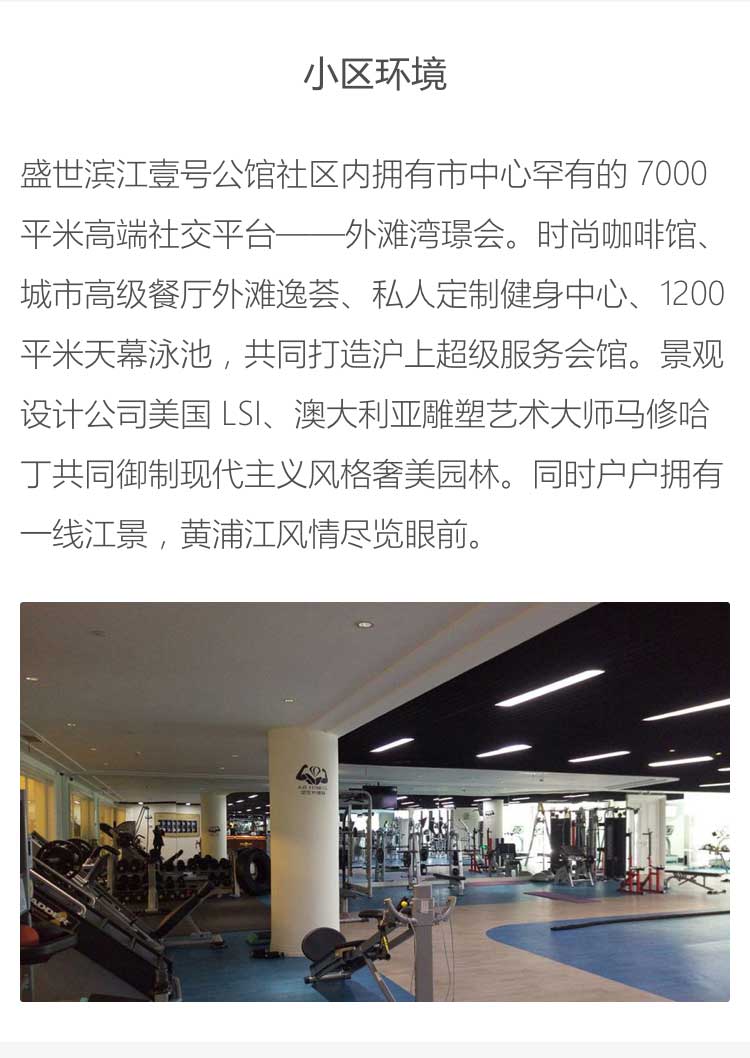 小区环境
盛世滨江壹号公馆社区内拥有市中心罕有的 7000
平米高端社交平台——外滩湾璟会。时尚咖啡馆、
城市高级餐厅外滩逸荟、私人定制健身中心、1200
平米天幕泳池，共同打造沪上超级服务会馆。景观
设计公司美国 LSI、澳大利亚雕塑艺术大师马修哈
丁共同御制现代主义风格奢美园林。同时户户拥有
一线江景，黄浦江风情尽览眼前。